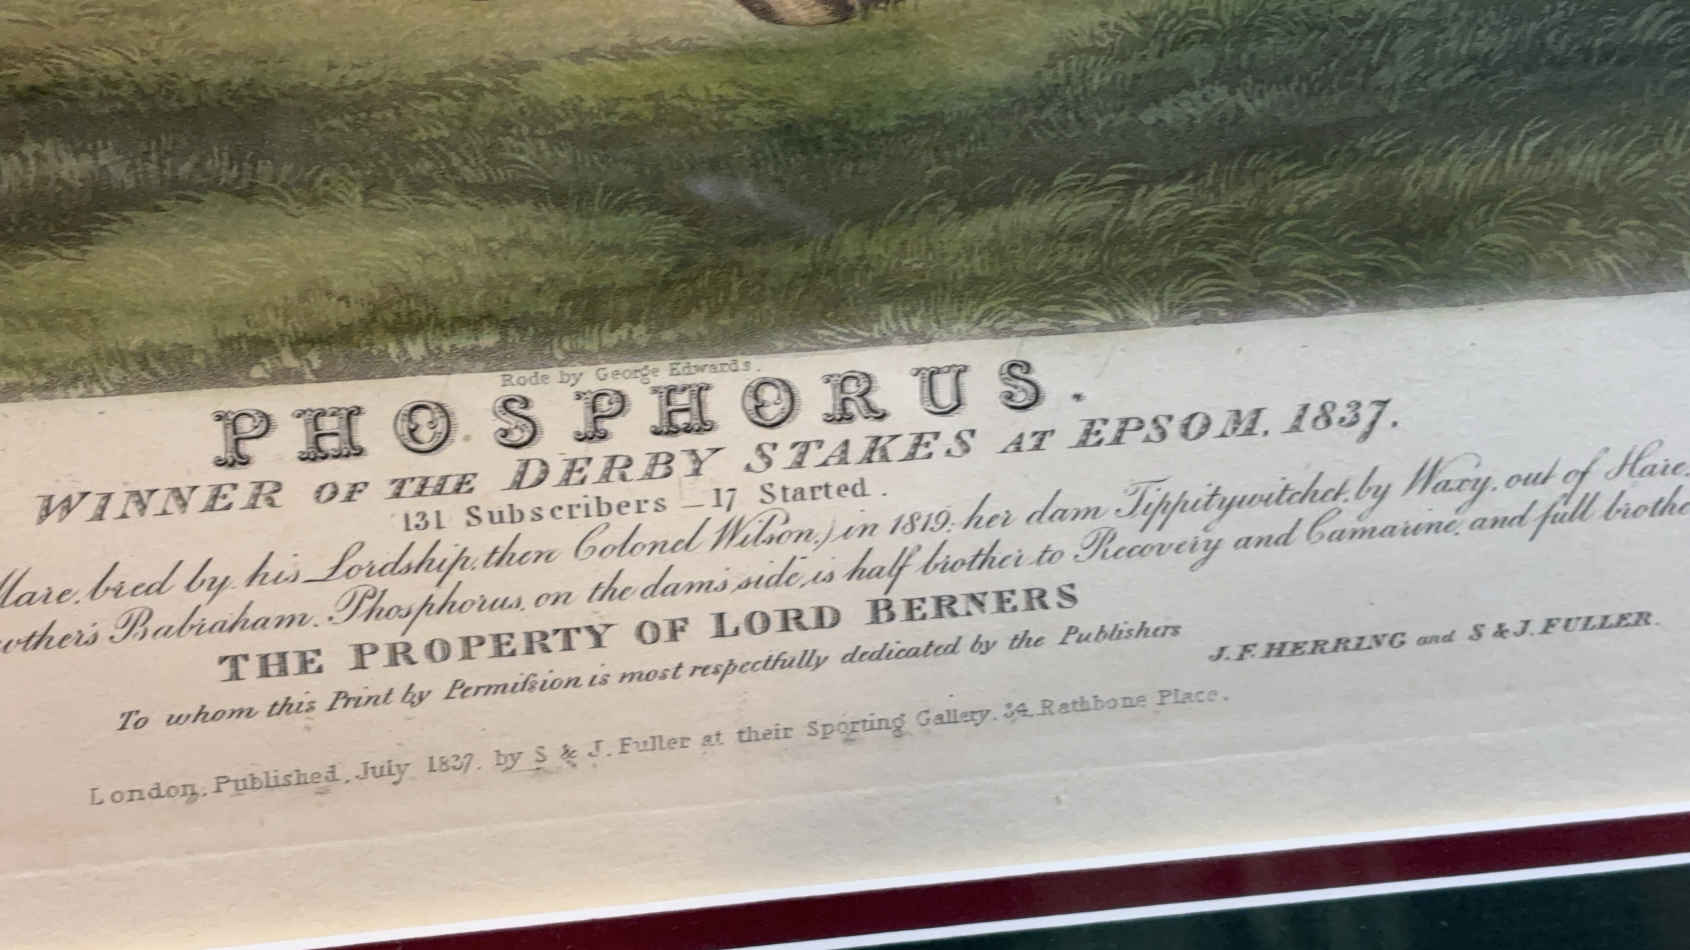 Rode by George Edwards.
PHOSPHORUS.
WINNER OF THE DERBY STAKES AT EPSOM, 1837.
131 Subscribers — 17 Started.
Mare, bred by his Lordship, then Colonel Wilson,) in 1819: her dam Tippitywitchet, by Waxy, out of Hare,
Babraham. Phosphorus, on the dam's side, is half brother to Recovery and Camarine, and full
THE PROPERTY OF LORD BERNERS
To whom this Print by Permiſsion is most respectfully dedicated by the Publishers
J. F. HERRING and S & J. FULLER.
London, Published, July 1837, by S & J. Fuller at their Sporting Gallery, 34, Rathbone Place.